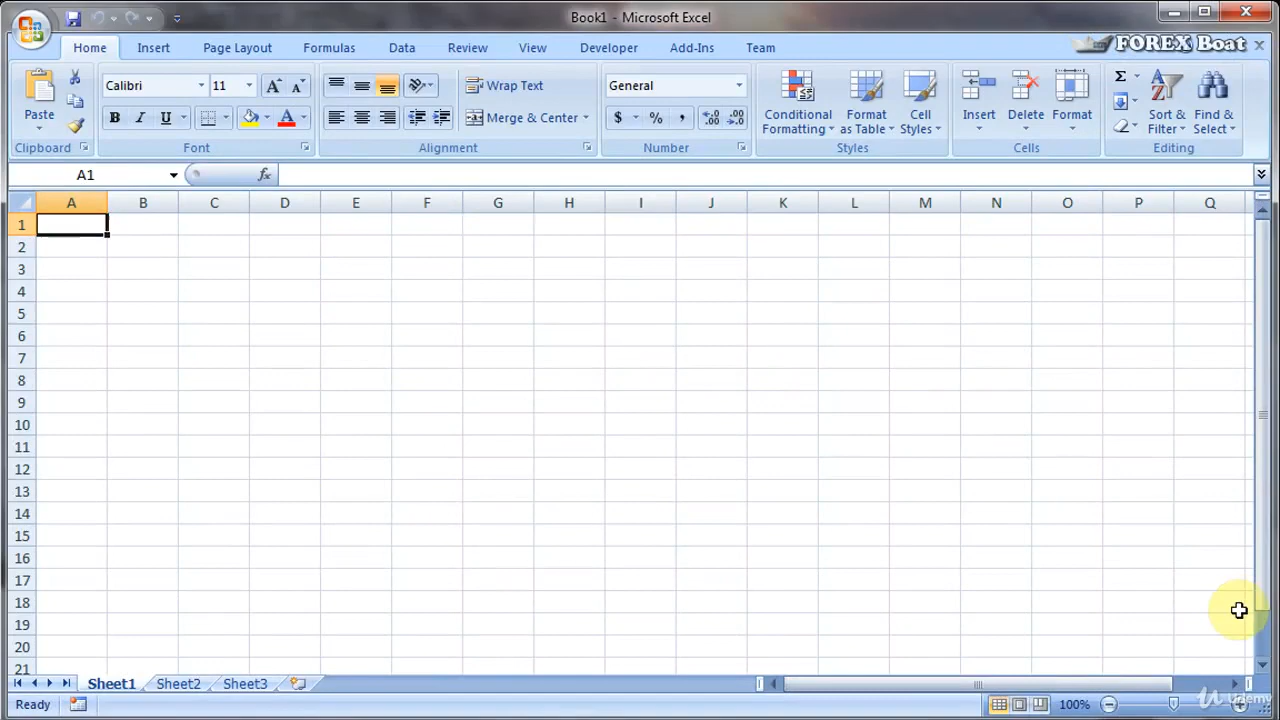 Book1 - Microsoft Excel
Home Insert Page Layout Formulas Data Review View Developer Add-Ins Team
FOREX Boat
Paste
Calibri 11
B I U
Wrap Text
Merge & Center
General
$ % ,
Conditional Formatting
Format as Table
Cell Styles
Insert
Delete
Format
Sort & Filter
Find & Select
Clipboard Font Alignment Number Styles Cells Editing
A1 fx
A B C D E F G H I J K L M N O P Q
1
2
3
4
5
6
7
8
9
10
11
12
13
14
15
16
17
18
19
20
21
Sheet1 Sheet2 Sheet3
Ready 100%
Udemy